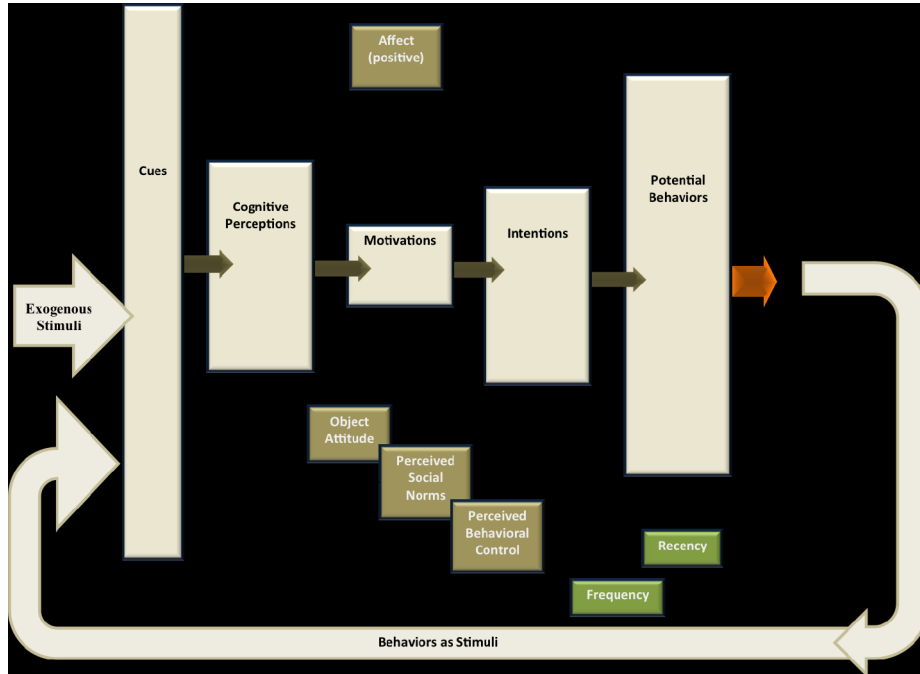 Affect
(positive)
Cues
Cognitive
Perceptions
Motivations
Intentions
Potential
Behaviors
Exogenous
Stimuli
Object
Attitude
Perceived
Social
Norms
Perceived
Behavioral
Control
Recency
Frequency
Behaviors as Stimuli